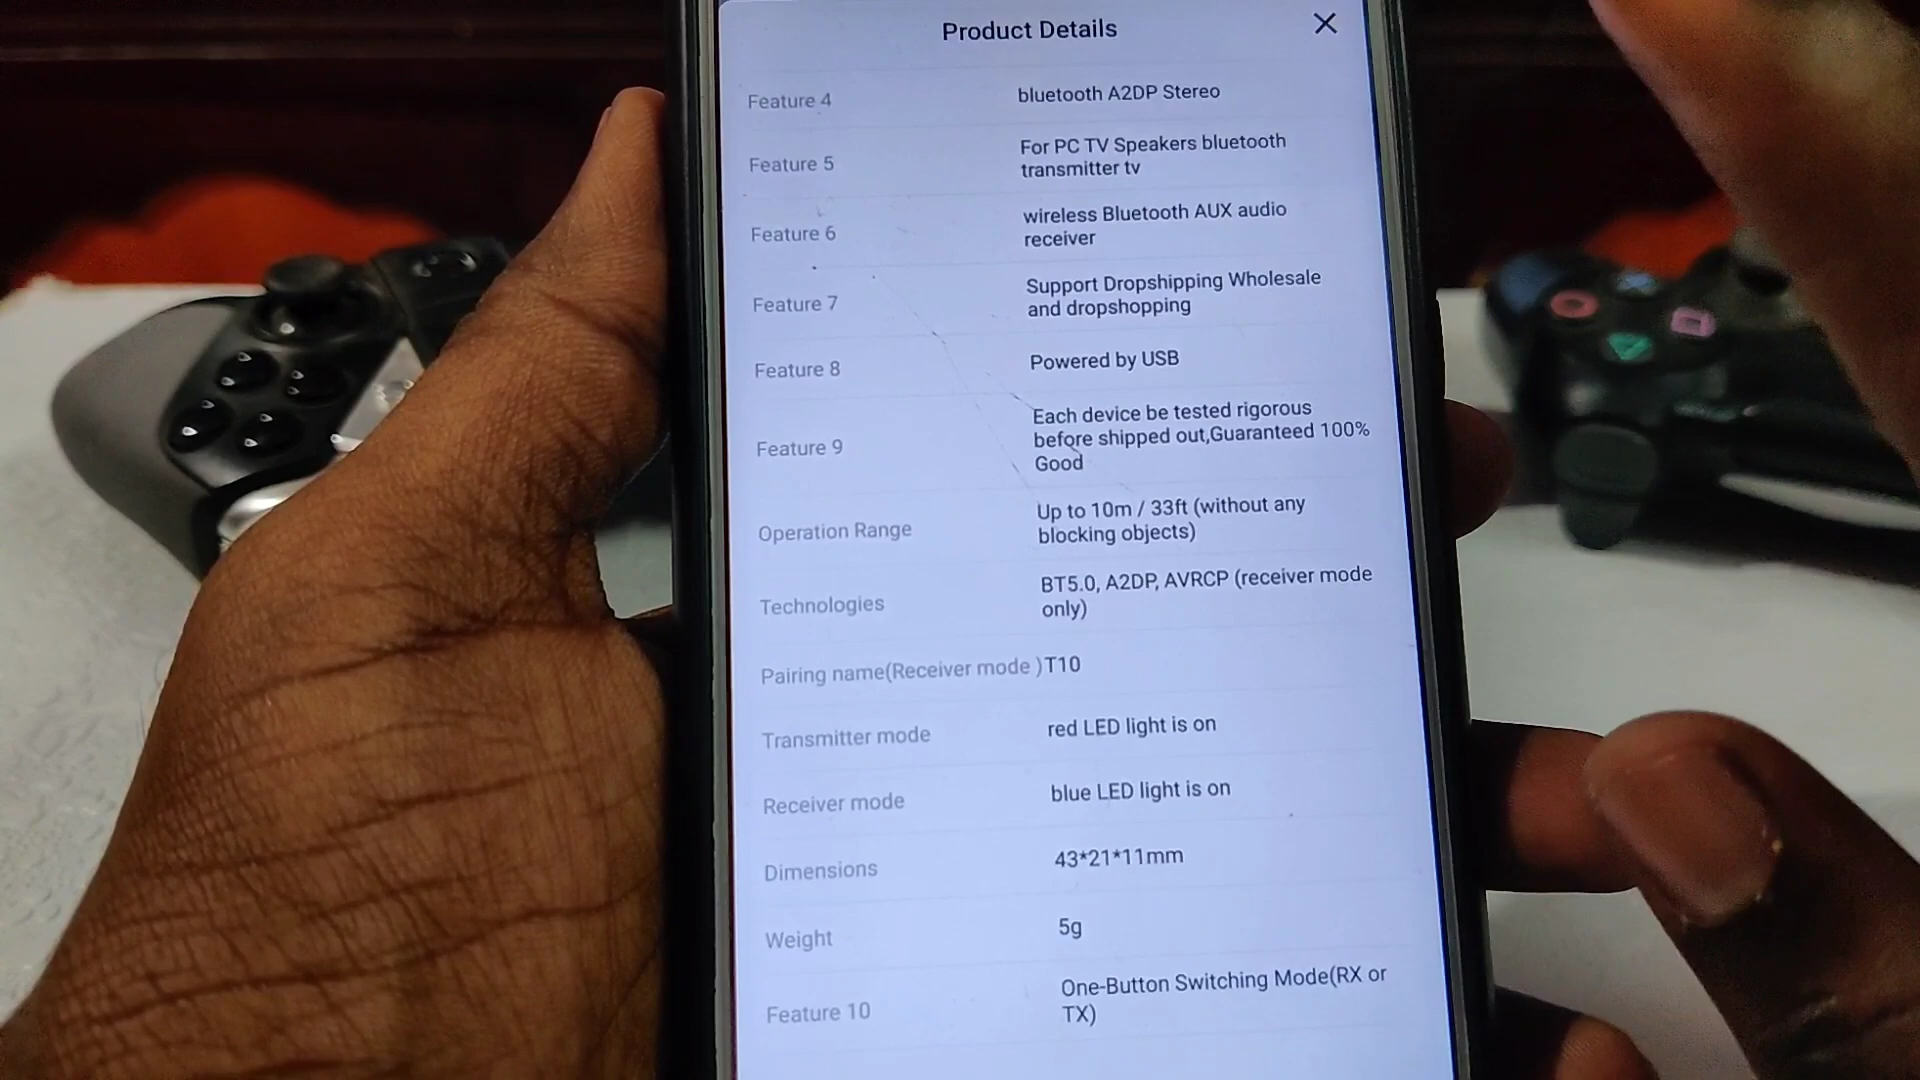 Product Details
Feature 4
bluetooth A2DP Stereo
Feature 5
For PC TV Speakers bluetooth
transmitter tv
Feature 6
wireless Bluetooth AUX audio
receiver
Feature 7
Support Dropshipping Wholesale
and dropshopping
Feature 8
Powered by USB
Feature 9
Each device be tested rigorous
before shipped out,Guaranteed 100%
Good
Operation Range
Up to 10m / 33ft (without any
blocking objects)
Technologies
BT5.0, A2DP, AVRCP (receiver mode
only)
Pairing name(Receiver mode )
T10
Transmitter mode
red LED light is on
Receiver mode
blue LED light is on
Dimensions
43*21*11mm
Weight
5g
Feature 10
One-Button Switching Mode(RX or
TX)